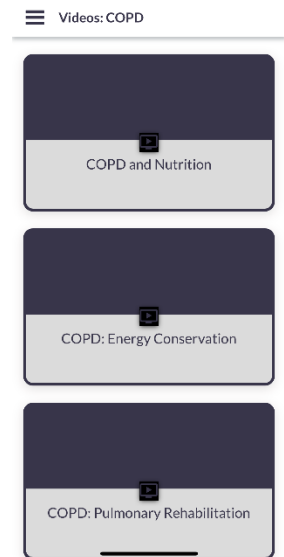 Videos: COPD
COPD and Nutrition
COPD: Energy Conservation
COPD: Pulmonary Rehabilitation